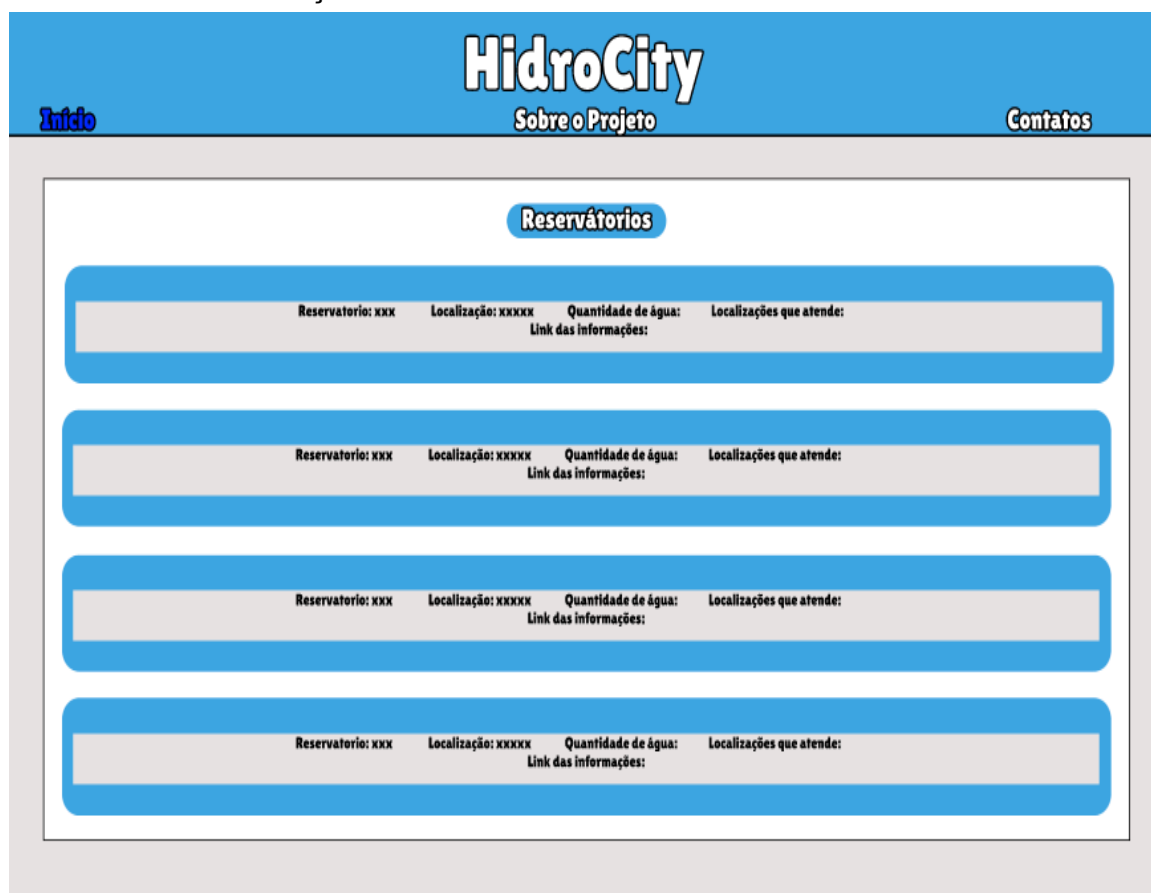 HidroCity
Início Sobre o Projeto Contatos
Reservátorios
Reservatorio: xxx Localização: xxxxx Quantidade de água: Localizações que atende:
Link das informações:
Reservatorio: xxx Localização: xxxxx Quantidade de água: Localizações que atende:
Link das informações:
Reservatorio: xxx Localização: xxxxx Quantidade de água: Localizações que atende:
Link das informações:
Reservatorio: xxx Localização: xxxxx Quantidade de água: Localizações que atende:
Link das informações: